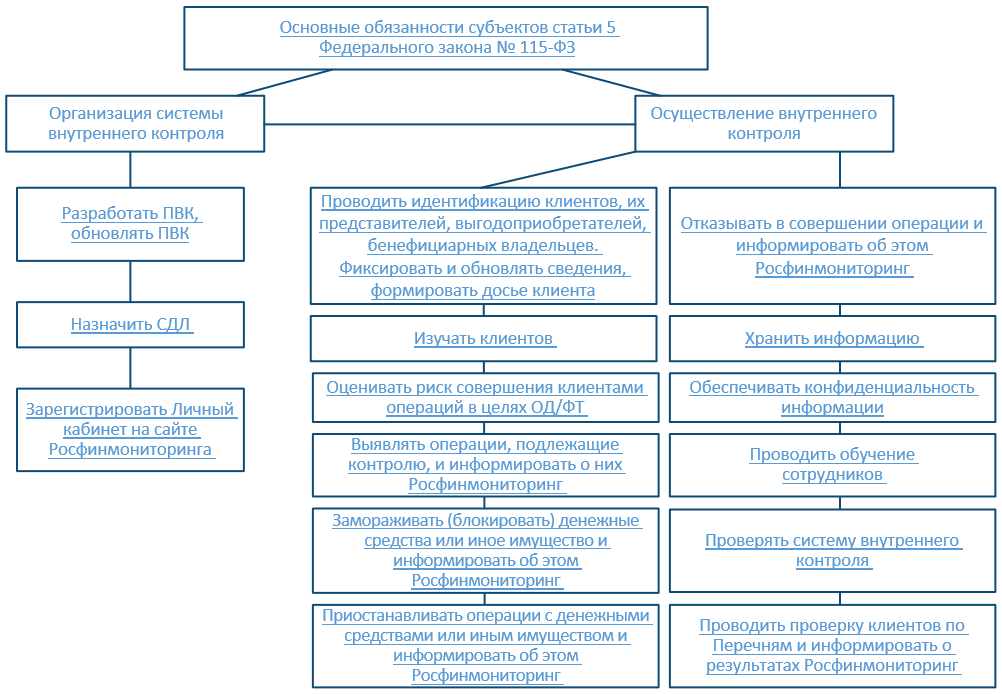 Основные обязанности субъектов статьи 5
Федерального закона № 115-ФЗ
Организация системы
внутреннего контроля
Осуществление внутреннего
контроля
Разработать ПВК,
обновлять ПВК
Назначить СДЛ
Зарегистрировать Личный
кабинет на сайте
Росфинмониторинга
Проводить идентификацию клиентов, их
представителей, выгодоприобретателей,
бенефициарных владельцев.
Фиксировать и обновлять сведения,
формировать досье клиента
Изучать клиентов
Оценивать риск совершения клиентами
операций в целях ОД/ФТ
Выявлять операции, подлежащие
контролю, и информировать о них
Росфинмониторинг
Замораживать (блокировать) денежные
средства или иное имущество и
информировать об этом
Росфинмониторинг
Приостанавливать операции с денежными
средствами или иным имуществом и
информировать об этом
Росфинмониторинг
Отказывать в совершении операции и
информировать об этом
Росфинмониторинг
Хранить информацию
Обеспечивать конфиденциальность
информации
Проводить обучение
сотрудников
Проверять систему внутреннего
контроля
Проводить проверку клиентов по
Перечням и информировать о
результатах Росфинмониторинг